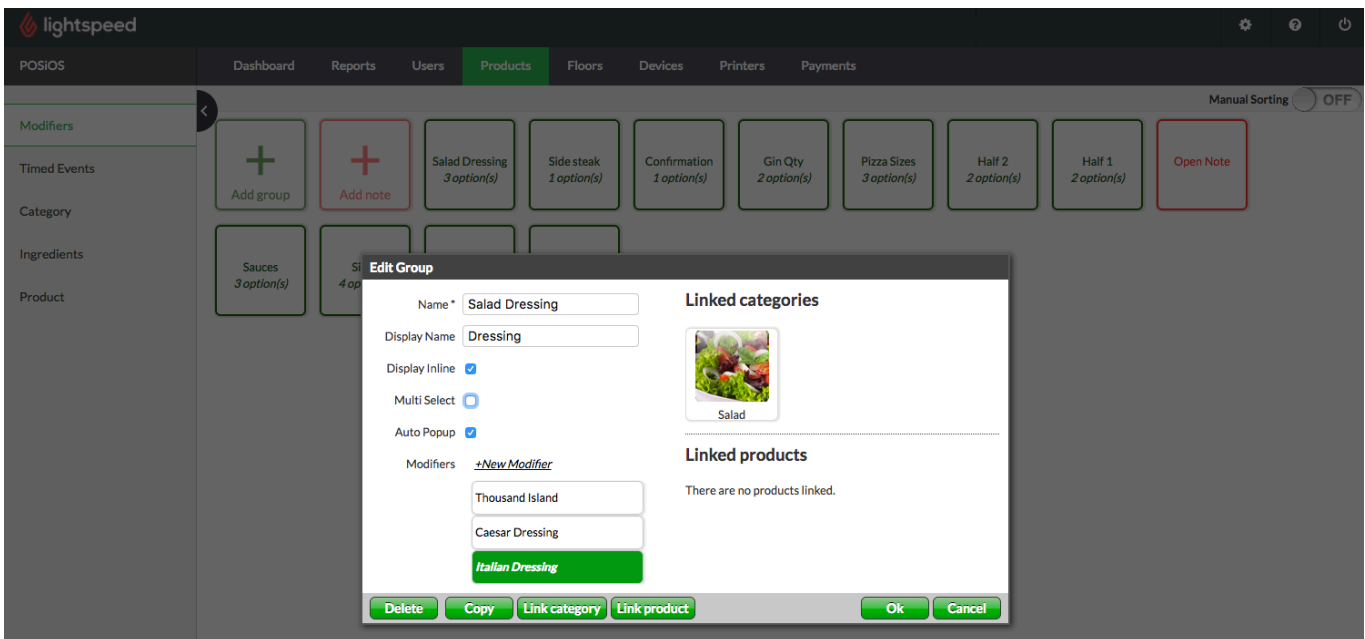 lightspeed
POSiOS
Dashboard Reports Users Products Floors Devices Printers Payments
Manual Sorting OFF
Modifiers
Timed Events
Category
Ingredients
Product
Add group
Add note
Salad Dressing
3 option(s)
Side steak
1 option(s)
Confirmation
1 option(s)
Gin Qty
2 option(s)
Pizza Sizes
3 option(s)
Half 2
2 option(s)
Half 1
2 option(s)
Open Note
Sauces
3 option(s)
Edit Group
Name* Salad Dressing
Display Name Dressing
Display Inline
Multi Select
Auto Popup
Modifiers +New Modifier
Thousand Island
Caesar Dressing
Italian Dressing
Linked categories
Salad
Linked products
There are no products linked.
Delete Copy Link category Link product Ok Cancel